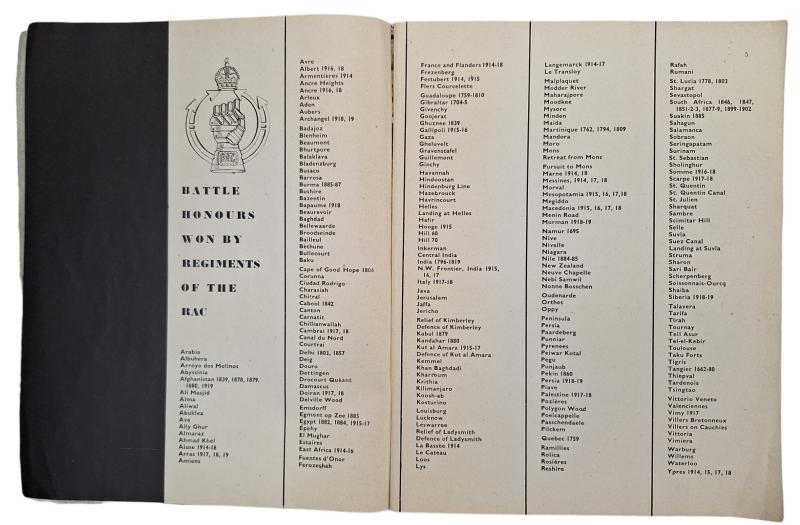 BATTLE
HONOURS
WON BY
REGIMENTS
OF THE
RAC
Arabia
Albuhera
Arroyo dos Molinos
Abyssinia
Afghanistan 1839, 1878, 1879,
1880, 1919
Ali Masjid
Alma
Aliwal
Abuklea
Ava
Ally Ghur
Almaraz
Ahmad Khel
Aisne 1914-18
Arras 1917, 18, 19
Amiens
Avre
Albert 1916, 18
Armentières 1914
Ancre Heights
Ancre 1916, 18
Arleux
Aden
Aubers
Archangel 1918, 19
Badajoz
Blenheim
Beaumont
Bhurtpore
Balaklava
Bladenzburg
Busaco
Barrosa
Burma 1885-87
Bushire
Bazentin
Bapaume 1918
Beaurevoir
Baghdad
Bellewaarde
Broodseinde
Bailleul
Béthune
Bullecourt
Baku
Cape of Good Hope 1806
Corunna
Ciudad Rodrigo
Charasiah
Chitral
Cabool 1842
Canton
Carnatic
Chillianwallah
Cambrai 1917, 18
Canal du Nord
Courtrai
Delhi 1803, 1857
Deig
Douro
Dettingen
Drocourt Quéant
Damascus
Doiran 1917, 18
Delville Wood
Emsdorff
Egmont op Zee 1885
Egypt 1882, 1884, 1915-17
Epéhy
El Mughar
Estaires
East Africa 1914-16
Fuentes d'Onor
Ferozeshah
France and Flanders 1914-18
Frezenberg
Festubert 1914, 1915
Flers Courcelette
Guadaloupe 1759-1810
Gibraltar 1704-5
Givenchy
Goojerat
Ghuznee 1839
Gallipoli 1915-16
Gaza
Gheluvelt
Gravenstafel
Guillemont
Ginchy
Havannah
Hindoostan
Hindenburg Line
Hazebrouck
Havrincourt
Helles
Landing at Helles
Hafir
Hooge 1915
Hill 60
Hill 70
Inkerman
Central India
India 1796-1819
N.W. Frontier, India 1915,
16, 17
Italy 1917-18
Java
Jerusalem
Jaffa
Jericho
Relief of Kimberley
Defence of Kimberley
Kabul 1879
Kandahar 1880
Kut al Amara 1915-17
Defence of Kut al Amara
Kemmel
Khan Baghdadi
Khartoum
Krithia
Kilimanjaro
Koosh-ab
Kosturino
Louisburg
Lucknow
Leswarree
Relief of Ladysmith
Defence of Ladysmith
La Bassée 1914
Le Cateau
Loos
Lys
Langemarck 1914-17
Le Transloy
Malplaquet
Modder River
Maharajpore
Moodkee
Mysore
Minden
Maida
Martinique 1762, 1794, 1809
Mandora
Moro
Mons
Retreat from Mons
Pursuit to Mons
Marne 1914, 18
Messines, 1914, 17, 18
Morval
Mesopotamia 1915, 16, 17,18
Megiddo
Macedonia 1915, 16, 17, 18
Menin Road
Murman 1918-19
Namur 1695
Nive
Nivelle
Niagara
Nile 1884-85
New Zealand
Neuve Chapelle
Nebi Samwil
Nonne Bosschen
Oudenarde
Orthes
Oppy
Peninsula
Persia
Paardeberg
Punniar
Pyrenees
Peiwar Kotal
Pegu
Punjaub
Pekin 1860
Persia 1918-19
Piave
Palestine 1917-18
Pozières
Polygon Wood
Poelcappelle
Passchendaele
Pilckem
Quebec 1759
Ramillies
Rolica
Rosières
Reshire
5
Rafah
Rumani
St. Lucia 1778, 1803
Shargat
Sevastopol
South Africa 1846, 1847,
1851-2-3, 1877-9, 1899-1902
Suakin 1885
Sahagun
Salamanca
Sobraon
Seringapatam
Surinam
St. Sebastian
Sholinghur
Somme 1916-18
Scarpe 1917-18
St. Quentin
St. Quentin Canal
St. Julien
Sharquat
Sambre
Scimitar Hill
Selle
Suvla
Suez Canal
Landing at Suvla
Struma
Sharon
Sari Bair
Scherpenberg
Soissonnais-Ourcq
Shaiba
Siberia 1918-19
Talavera
Tarifa
Tirah
Tournay
Tell Asur
Tel-el-Kebir
Toulouse
Taku Forts
Tigris
Tangier 1662-80
Thiepval
Tardenois
Tsingtao
Vittorio Veneto
Valenciennes
Vimy 1917
Villers Bretonneux
Villers en Cauchies
Vittoria
Vimiera
Warburg
Willems
Waterloo
Ypres 1914, 15, 17, 18